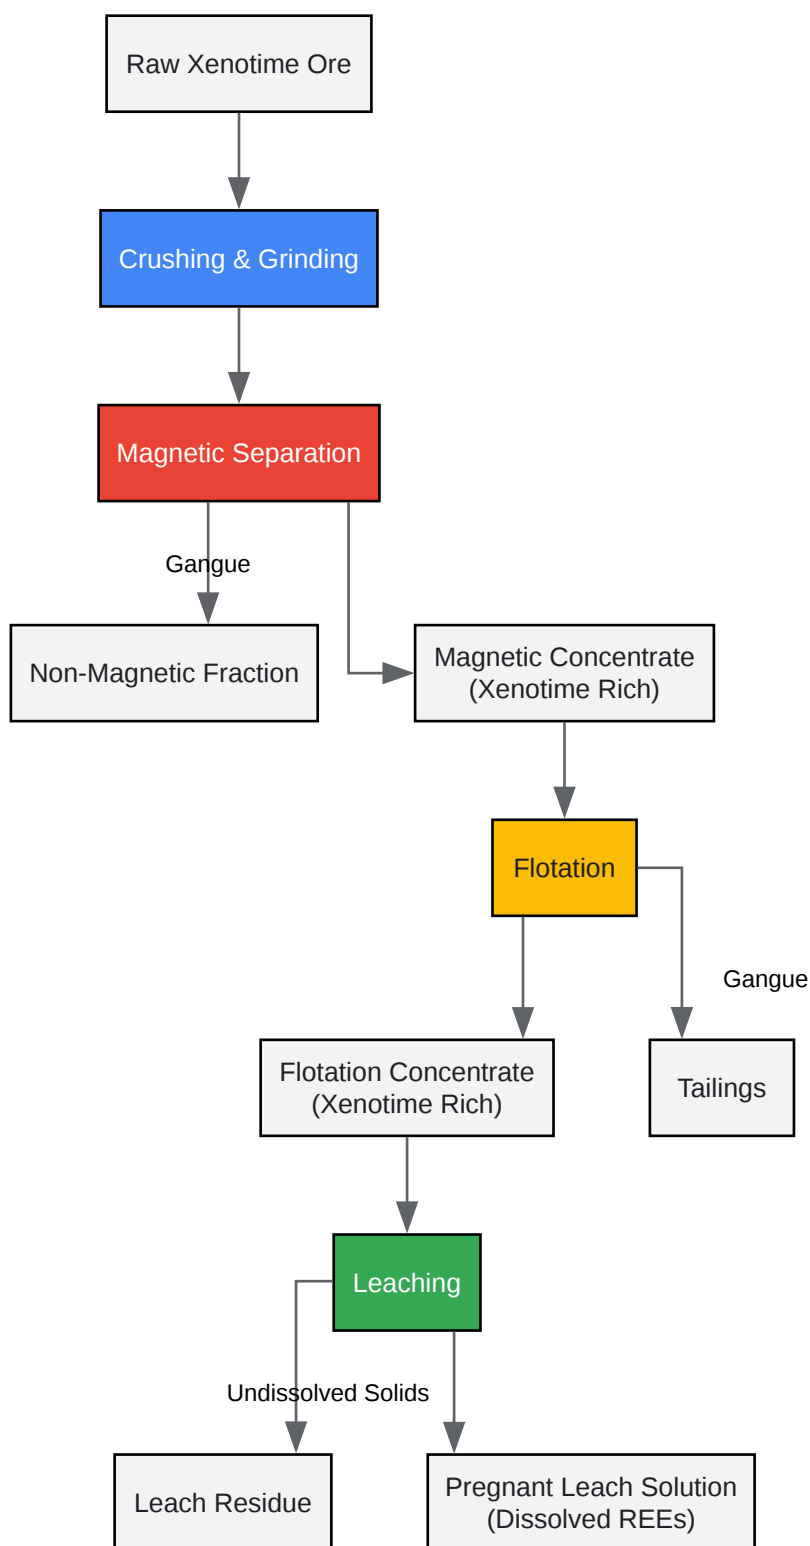 Raw Xenotime Ore
Crushing & Grinding
Magnetic Separation
Gangue
Non-Magnetic Fraction
Magnetic Concentrate
(Xenotime Rich)
Flotation
Gangue
Flotation Concentrate
(Xenotime Rich)
Tailings
Leaching
Undissolved Solids
Leach Residue
Pregnant Leach Solution
(Dissolved REEs)